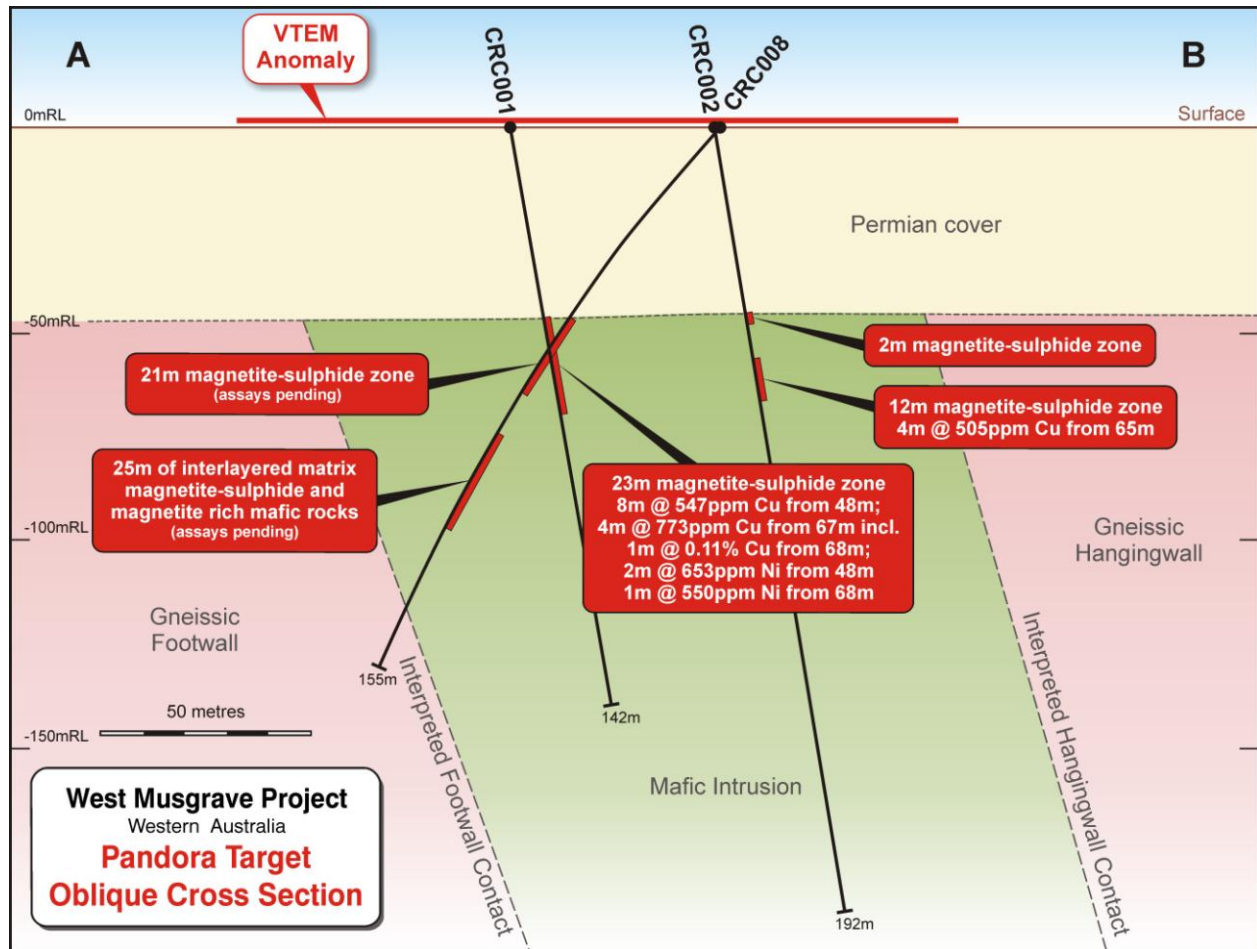 A
VTEM
Anomaly
CRC001
CRC002
CRC008
B
0mRL
Surface
Permian cover
-50mRL
21m magnetite-sulphide zone
(assays pending)
2m magnetite-sulphide zone
12m magnetite-sulphide zone
4m @ 505ppm Cu from 65m
25m of interlayered matrix
magnetite-sulphide and
magnetite rich mafic rocks
(assays pending)
23m magnetite-sulphide zone
8m @ 547ppm Cu from 48m;
4m @ 773ppm Cu from 67m incl.
1m @ 0.11% Cu from 68m;
2m @ 653ppm Ni from 48m
1m @ 550ppm Ni from 68m
-100mRL
Gneissic
Hangingwall
Gneissic
Footwall
155m
Interpreted Footwall Contact
142m
Interpreted Hangingwall Contact
50 metres
-150mRL
Mafic Intrusion
West Musgrave Project
Western Australia
Pandora Target
Oblique Cross Section
192m